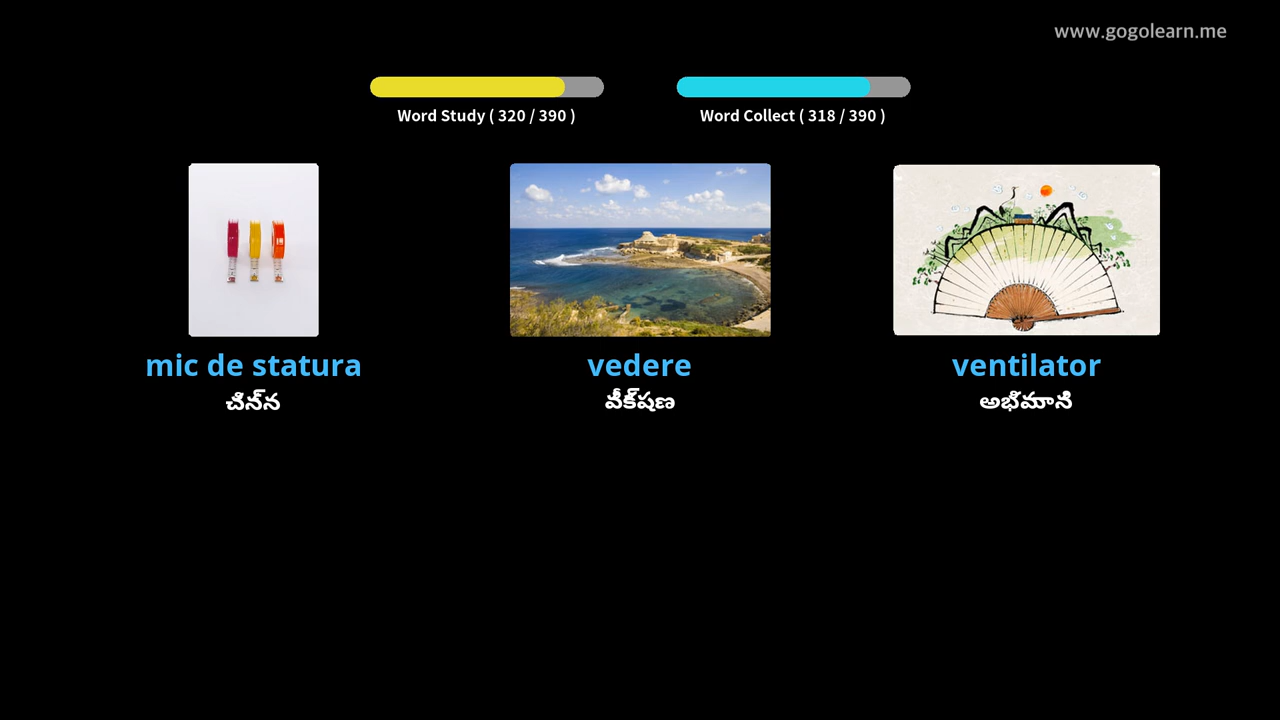 www.gogolearn.me
Word Study ( 320 / 390 )
Word Collect ( 318 / 390 )
mic de statura
చిన్న
vedere
వీక్షణ
ventilator
అభిమాని